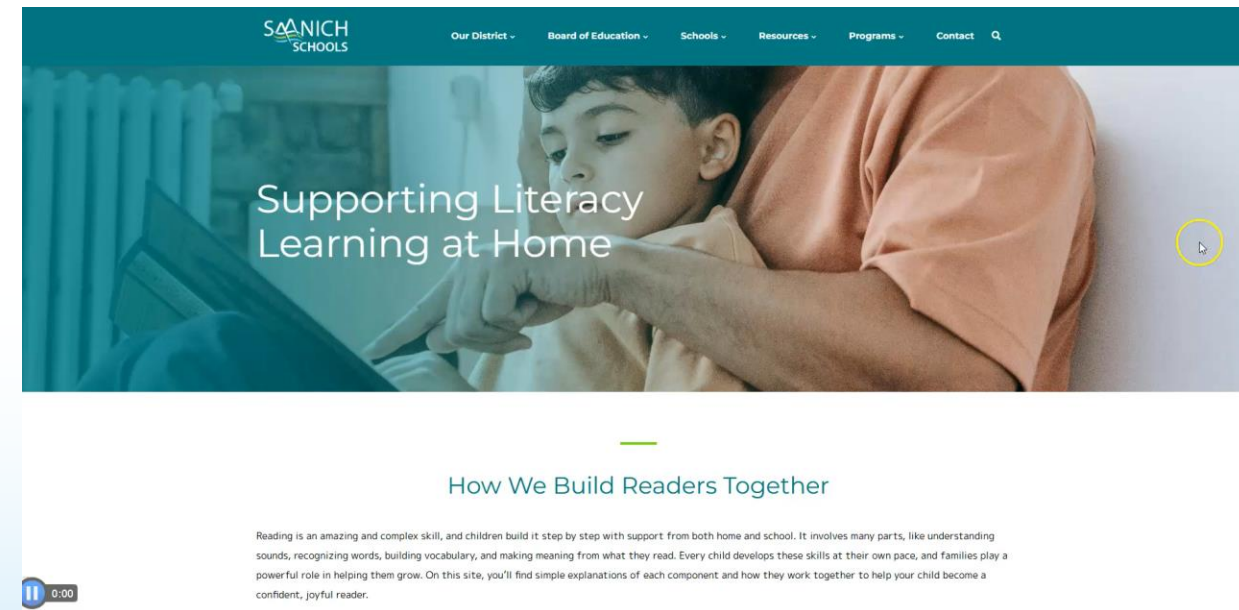 SAANICH
SCHOOLS
Our District
Board of Education
Schools
Resources
Programs
Contact
Supporting Literacy
Learning at Home
How We Build Readers Together
Reading is an amazing and complex skill, and children build it step by step with support from both home and school. It involves many parts, like understanding
sounds, recognizing words, building vocabulary, and making meaning from what they read. Every child develops these skills at their own pace, and families play a
powerful role in helping them grow. On this site, you'll find simple explanations of each component and how they work together to help your child become a
confident, joyful reader.
0:00